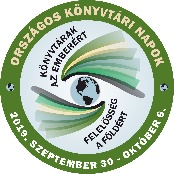 ORSZÁGOS KÖNYVTÁRI NAPOK
KÖNYVTÁRAK
AZ EMBERÉRT
FELELŐSSÉG
A FÖLDÉRT
2019. SZEPTEMBER 30 - OKTÓBER 6.